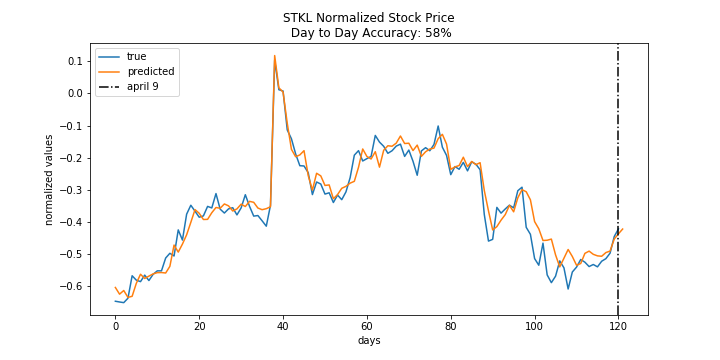 STKL Normalized Stock Price
Day to Day Accuracy: 58%
true
predicted
april 9
0.1
0.0
−0.1
−0.2
−0.3
−0.4
−0.5
−0.6
normalized values
0 20 40 60 80 100 120
days